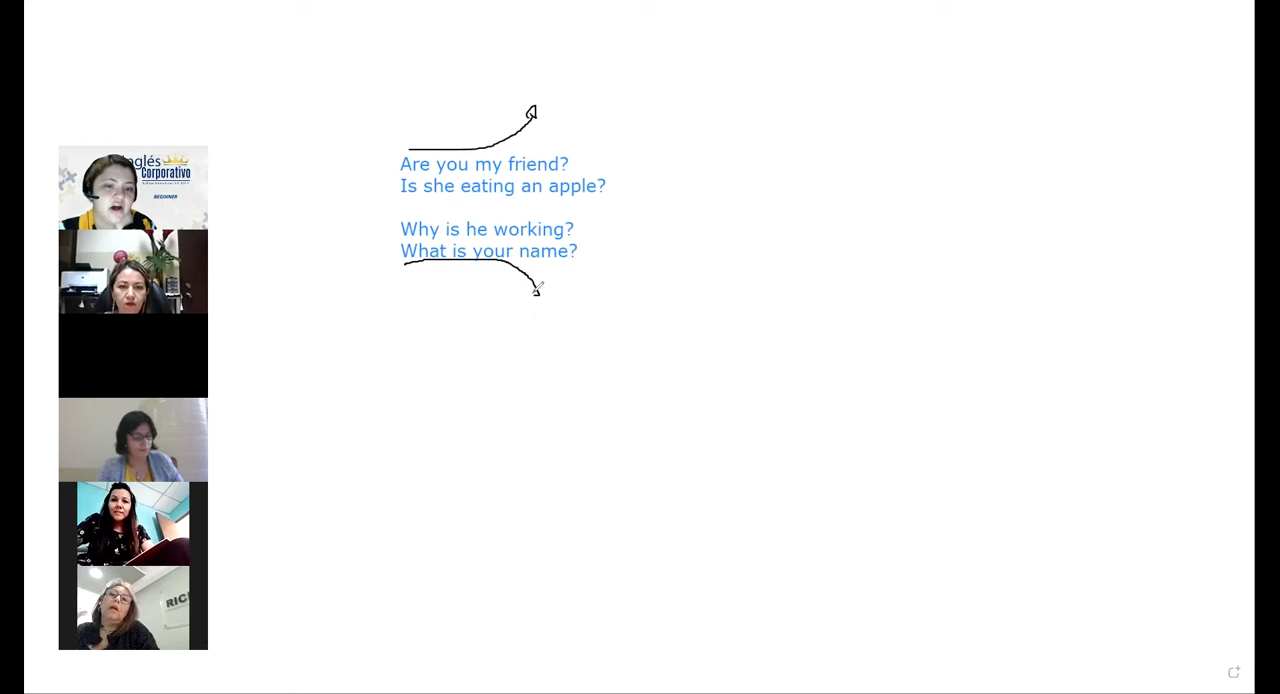 Inglés
Corporativo
BEGINNER
Are you my friend?
Is she eating an apple?
Why is he working?
What is your name?